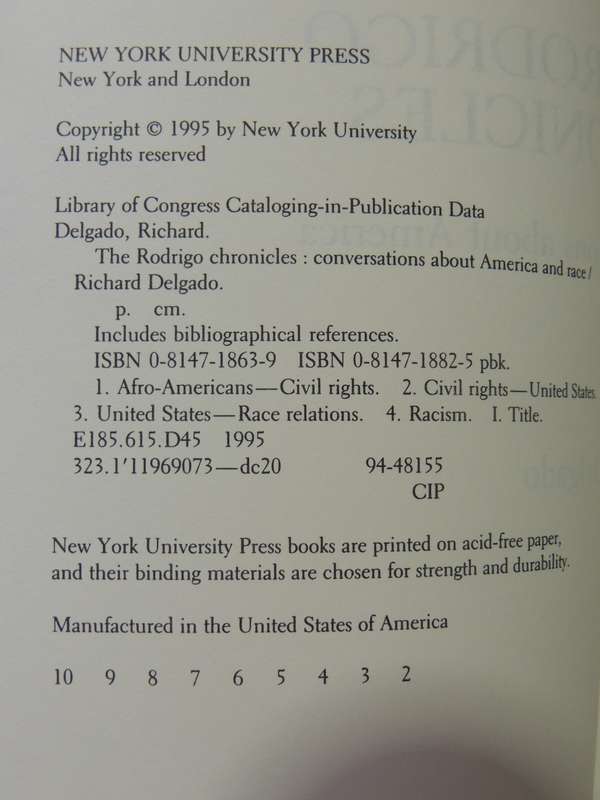 NEW YORK UNIVERSITY PRESS
New York and London
Copyright © 1995 by New York University
All rights reserved
Library of Congress Cataloging-in-Publication Data
Delgado, Richard.
The Rodrigo chronicles : conversations about America and race /
Richard Delgado.
p. cm.
Includes bibliographical references.
ISBN 0-8147-1863-9 ISBN 0-8147-1882-5 pbk.
1. Afro-Americans—Civil rights. 2. Civil rights—United States.
3. United States—Race relations. 4. Racism. I. Title.
E185.615.D45 1995
323.1'11969073—dc20 94-48155
CIP
New York University Press books are printed on acid-free paper,
and their binding materials are chosen for strength and durability.
Manufactured in the United States of America
10 9 8 7 6 5 4 3 2